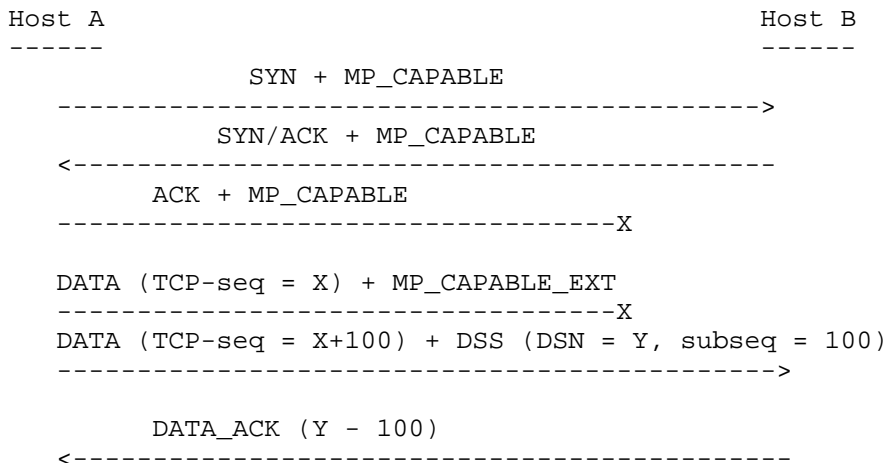 Host A                                         Host B
------                                         ------
SYN + MP_CAPABLE
-------------------------------------------->
SYN/ACK + MP_CAPABLE
<--------------------------------------------
ACK + MP_CAPABLE
-----------------------------------X
DATA (TCP-seq = X) + MP_CAPABLE_EXT
-----------------------------------X
DATA (TCP-seq = X+100) + DSS (DSN = Y, subseq = 100)
--------------------------------------------->
DATA_ACK (Y - 100)
<---------------------------------------------